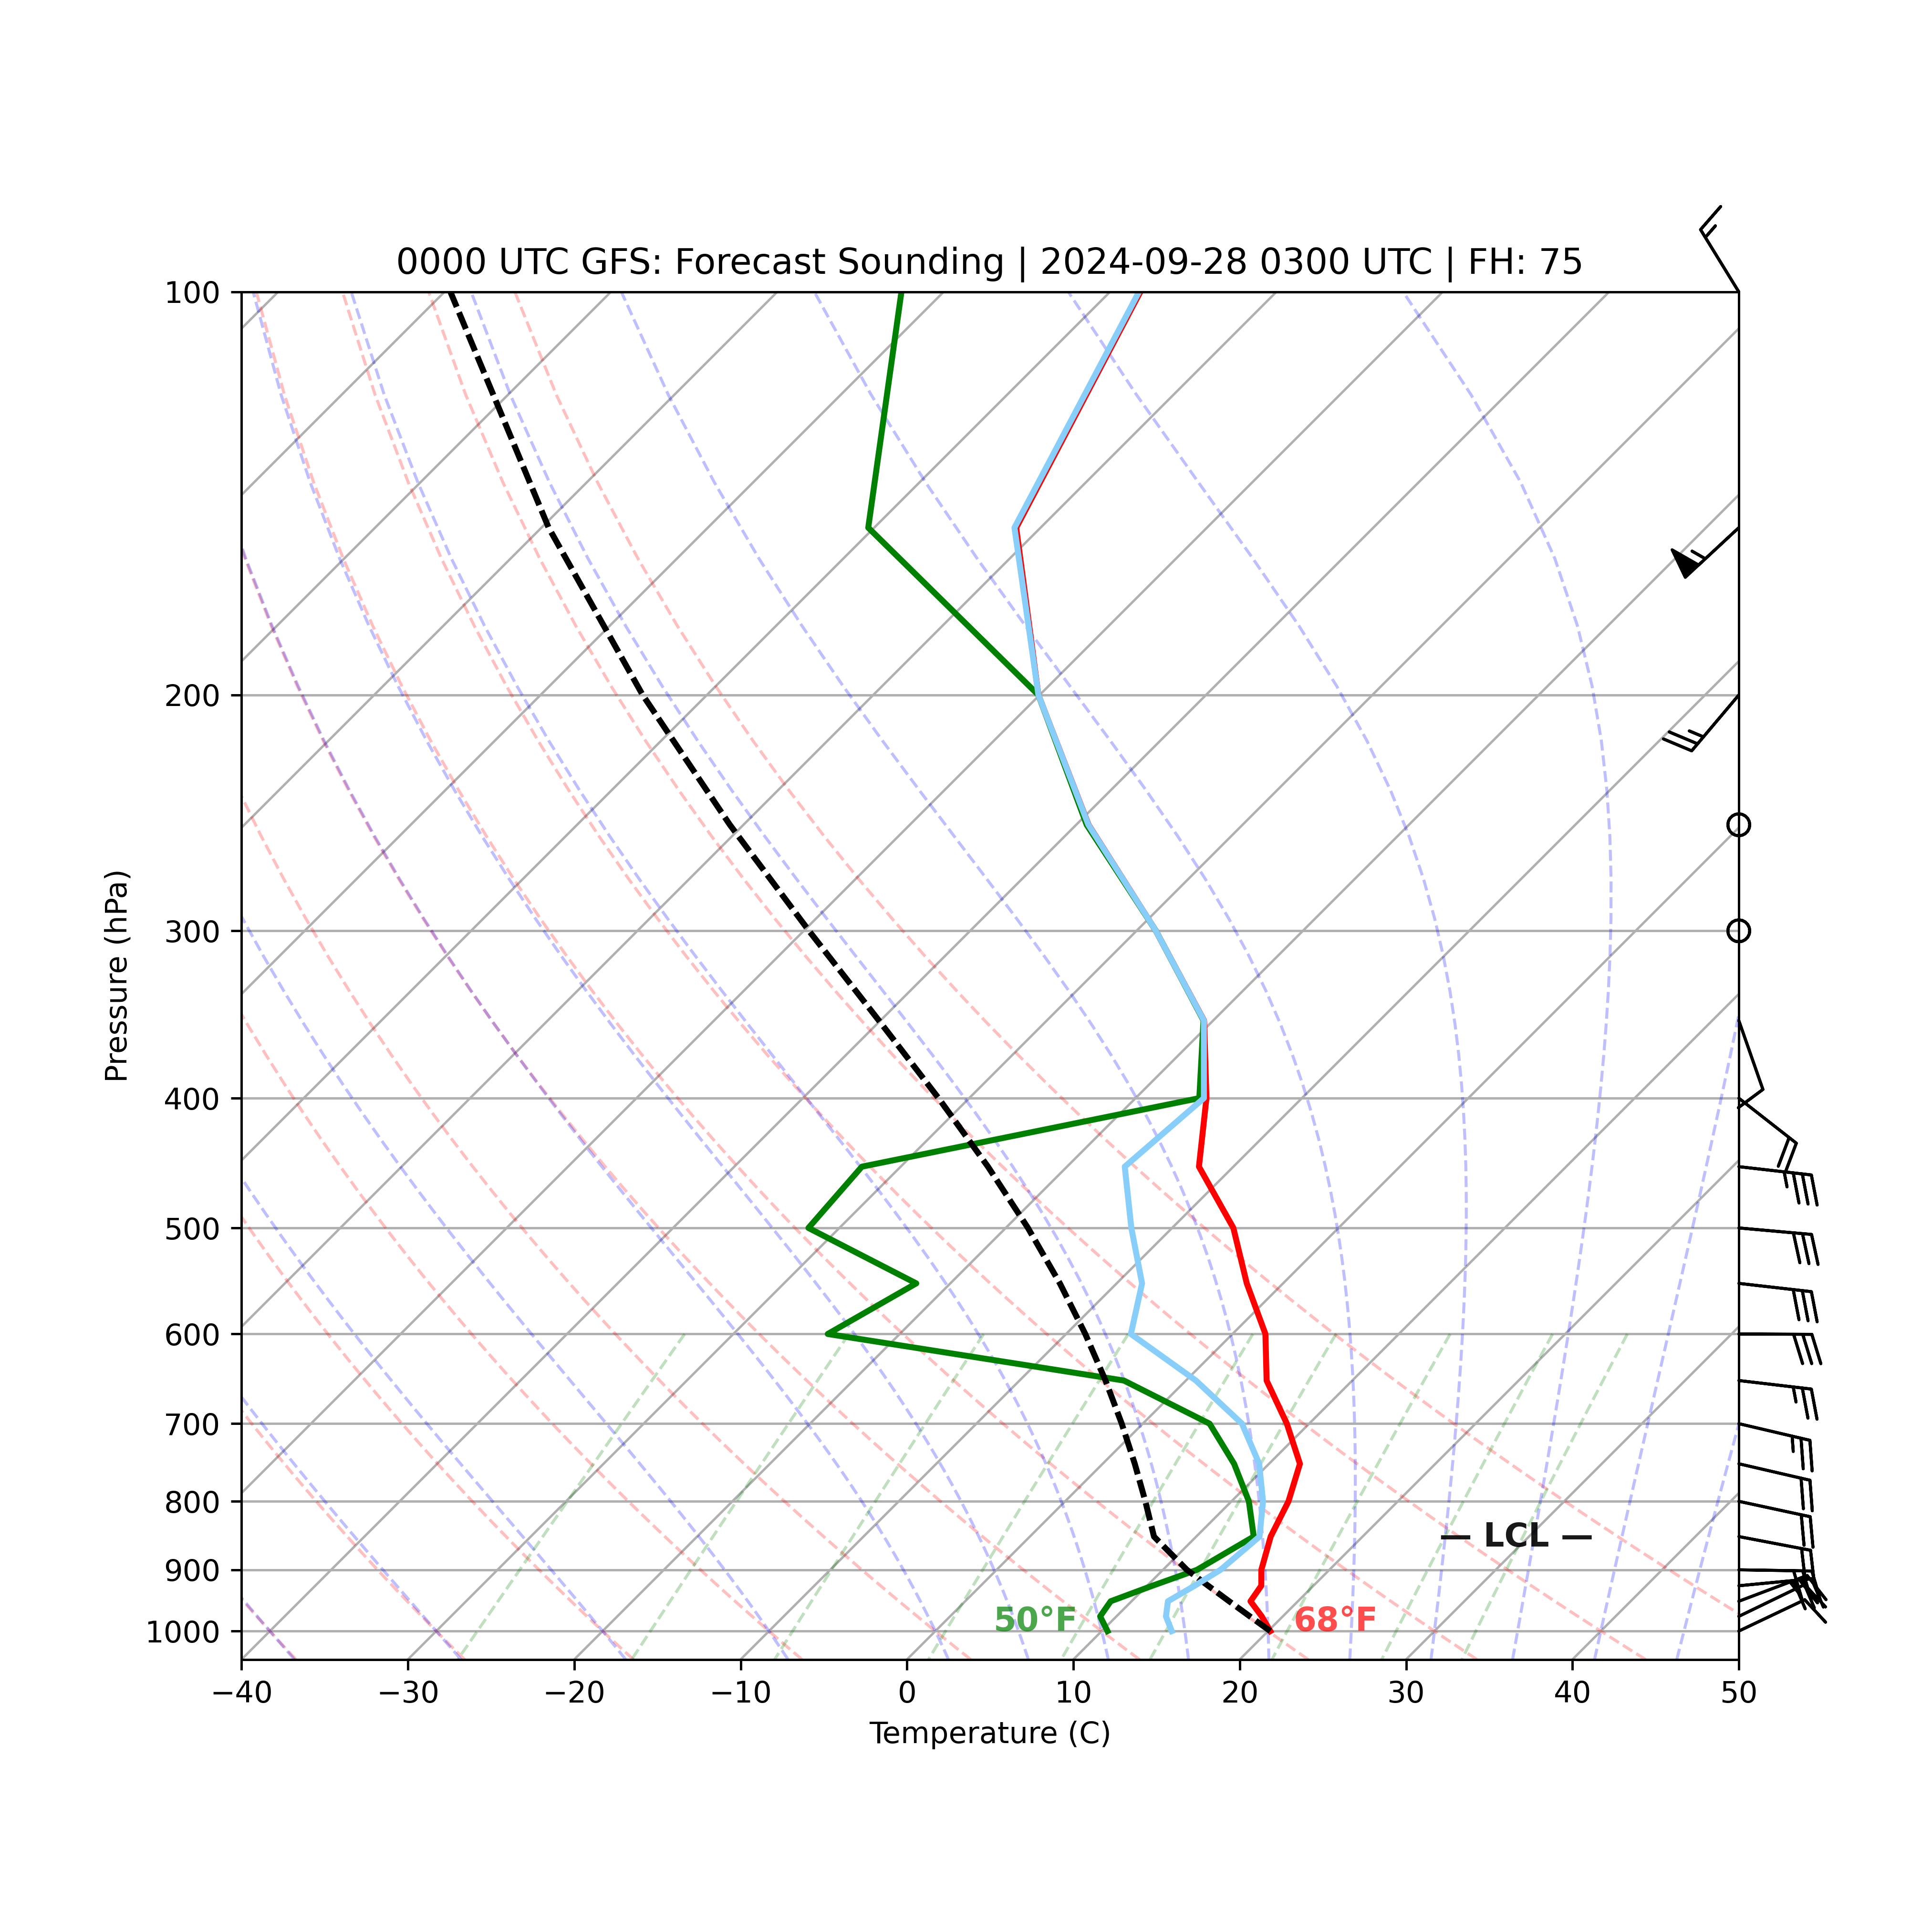 0000 UTC GFS: Forecast Sounding | 2024-09-28 0300 UTC | FH: 75
100
200
300
400
500
600
700
800
900
1000
Pressure (hPa)
— LCL —
50°F
68°F
−40 −30 −20 −10 0 10 20 30 40 50
Temperature (C)